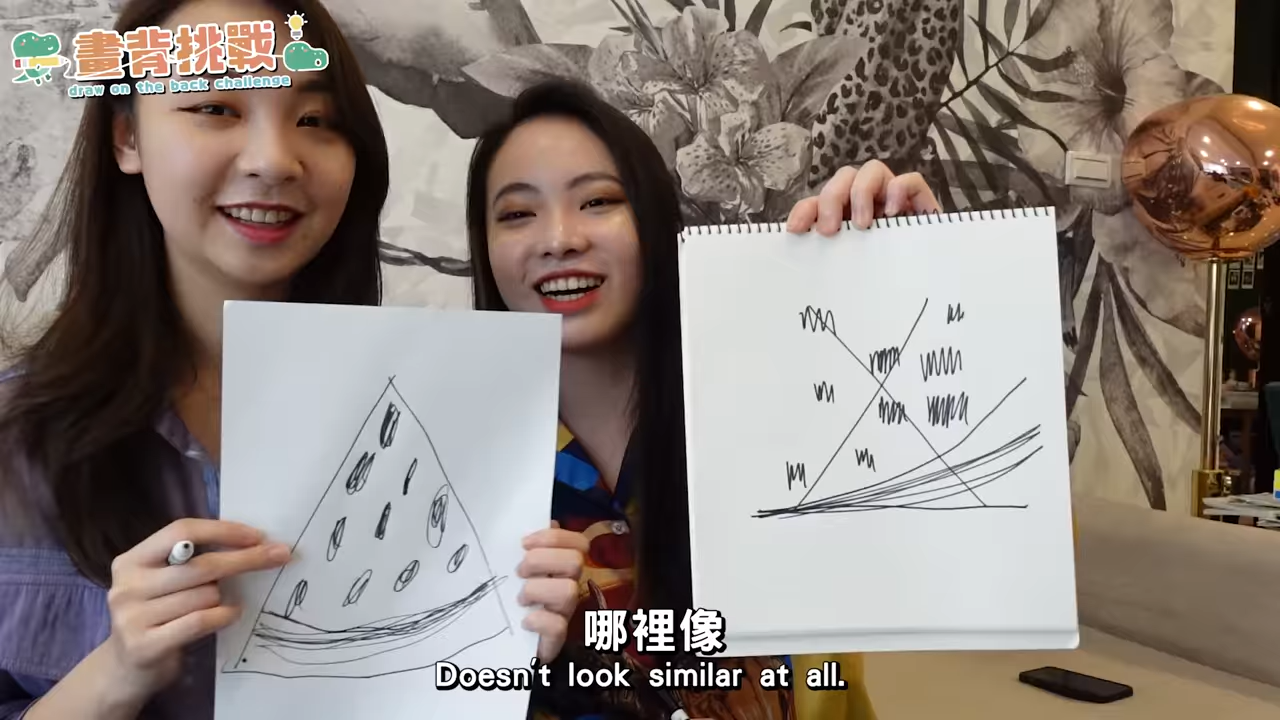 畫背挑戰
draw on the back challenge
哪裡像
Doesn't look similar at all.